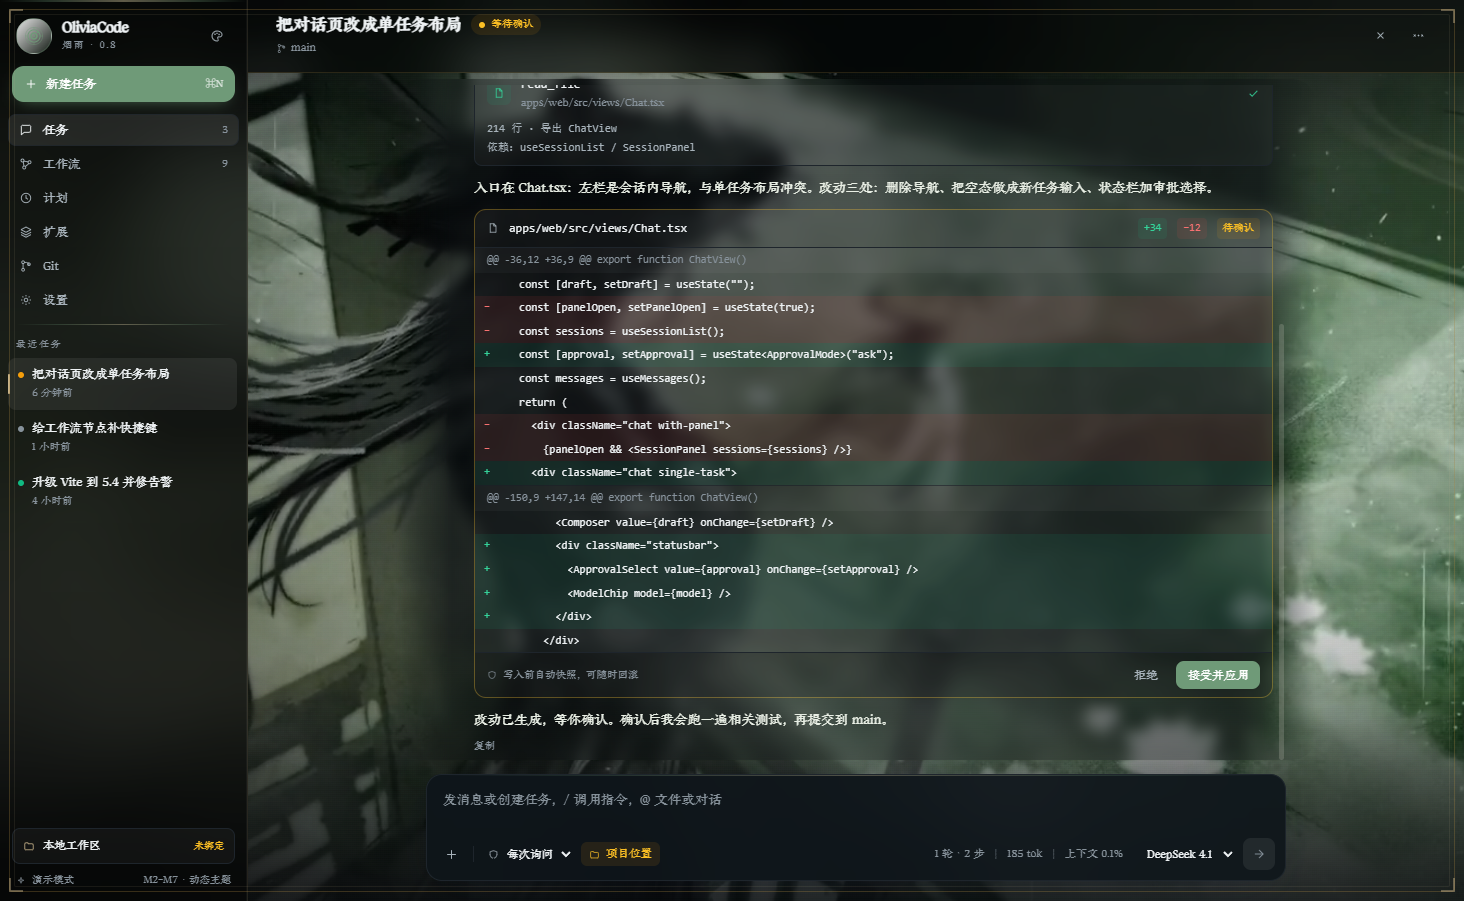 OliviaCode
烟雨 · 0.8
新建任务 ⌘N
任务 3
工作流 9
计划
扩展
Git
设置
最近任务
把对话页改成单任务布局
6 分钟前
给工作流节点补快捷键
1 小时前
升级 Vite 到 5.4 并修告警
4 小时前
本地工作区 未绑定
演示模式 M2–M7 · 动态主题
把对话页改成单任务布局 等待确认
main
read_file
apps/web/src/views/Chat.tsx
214 行 · 导出 ChatView
依赖: useSessionList / SessionPanel
入口在 Chat.tsx：左栏是会话内导航，与单任务布局冲突。改动三处：删除导航、把空态做成新任务输入、状态栏加审批选择。
apps/web/src/views/Chat.tsx +34 −12 待确认
@@ -36,12 +36,9 @@ export function ChatView()
const [draft, setDraft] = useState("");
− const [panelOpen, setPanelOpen] = useState(true);
− const sessions = useSessionList();
+ const [approval, setApproval] = useState<ApprovalMode>("ask");
const messages = useMessages();
return (
− <div className="chat with-panel">
− {panelOpen && <SessionPanel sessions={sessions} />}
+ <div className="chat single-task">
@@ -150,9 +147,14 @@ export function ChatView()
<Composer value={draft} onChange={setDraft} />
+ <div className="statusbar">
+ <ApprovalSelect value={approval} onChange={setApproval} />
+ <ModelChip model={model} />
+ </div>
</div>
写入前自动快照，可随时回滚 拒绝 接受并应用
改动已生成，等你确认。确认后我会跑一遍相关测试，再提交到 main。
复制
发消息或创建任务，/ 调用指令，@ 文件或对话
每次询问 项目位置 1 轮 · 2 步 | 185 tok | 上下文 0.1% DeepSeek 4.1